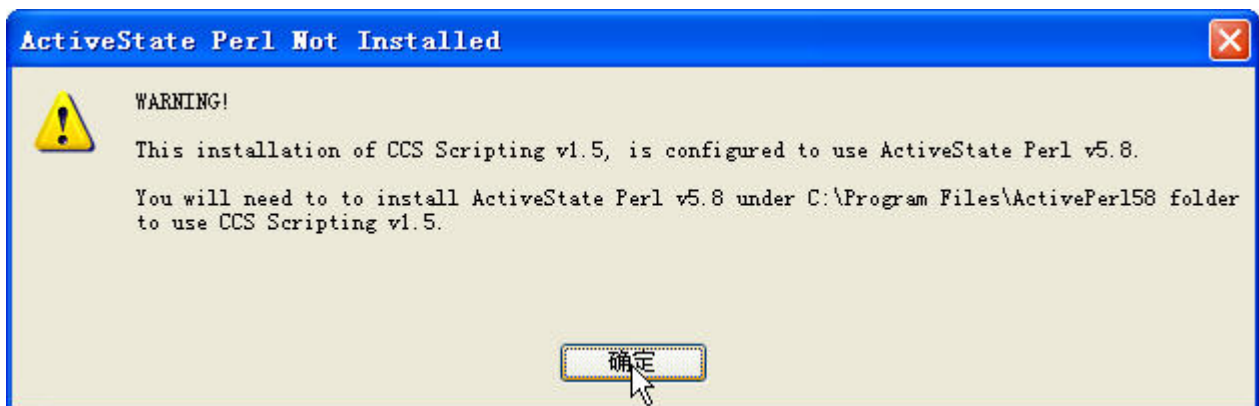 ActiveState Perl Not Installed
WARNING!
This installation of CCS Scripting v1.5, is configured to use ActiveState Perl v5.8.
You will need to to install ActiveState Perl v5.8 under C:\Program Files\ActivePerl58 folder
to use CCS Scripting v1.5.
确定